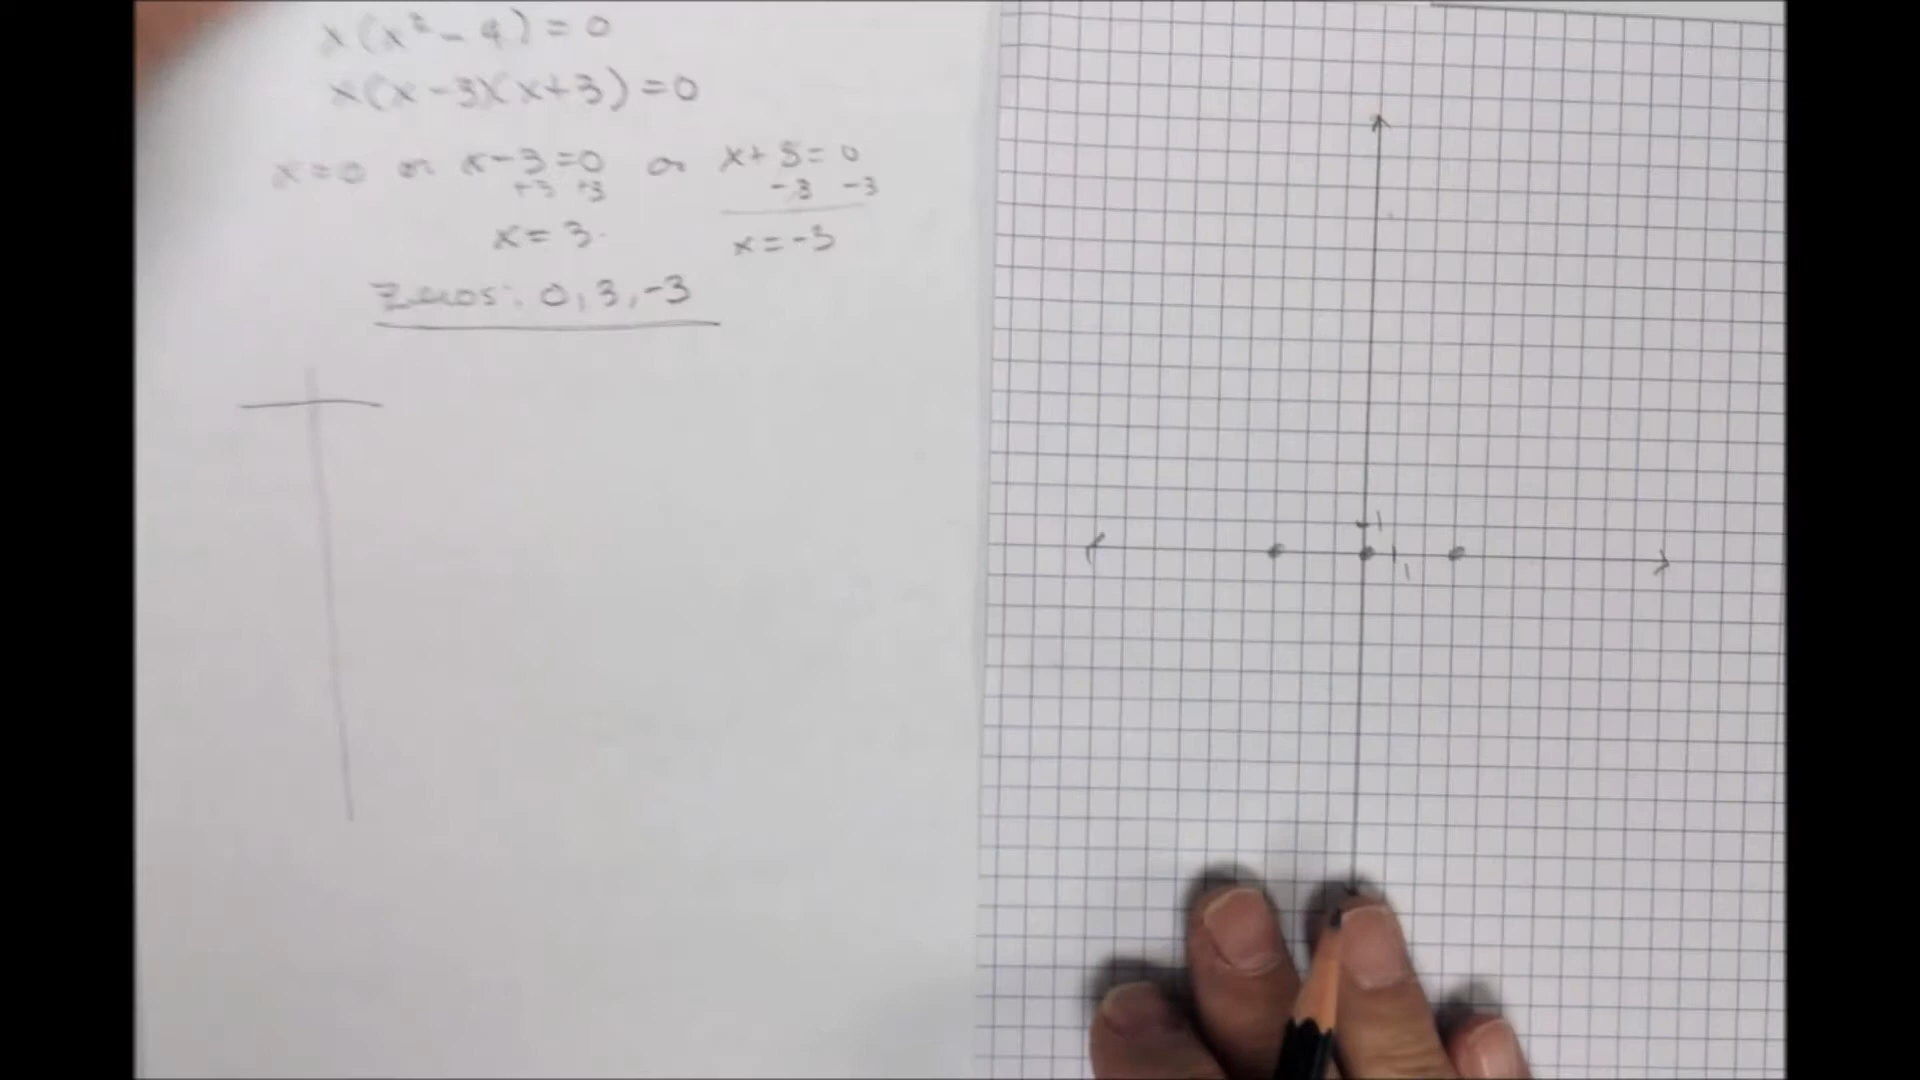 x(x² - 9) = 0
x(x - 3)(x + 3) = 0
x = 0 or x - 3 = 0 or x + 3 = 0
+3 +3 -3 -3
x = 3 x = -3
Zeros: 0, 3, -3
1
1